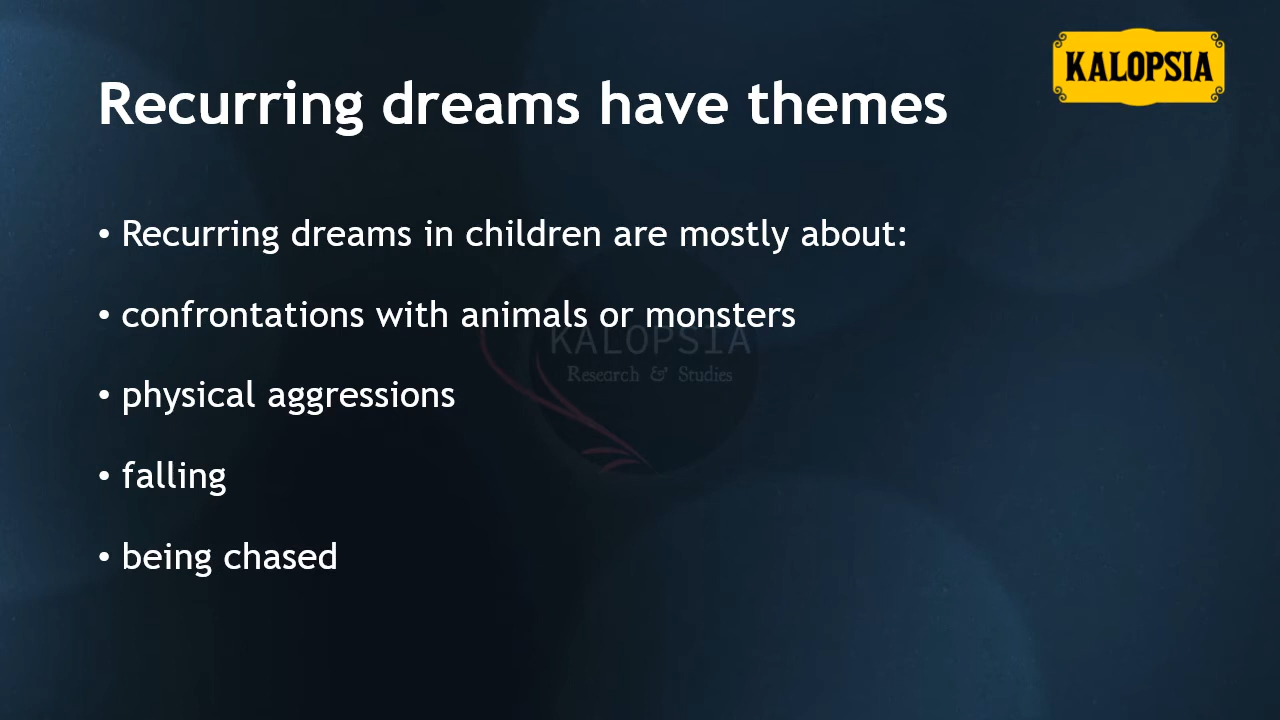 KALOPSIA
Recurring dreams have themes
• Recurring dreams in children are mostly about:
• confrontations with animals or monsters
KALOPSIA
Research & Studies
• physical aggressions
• falling
• being chased